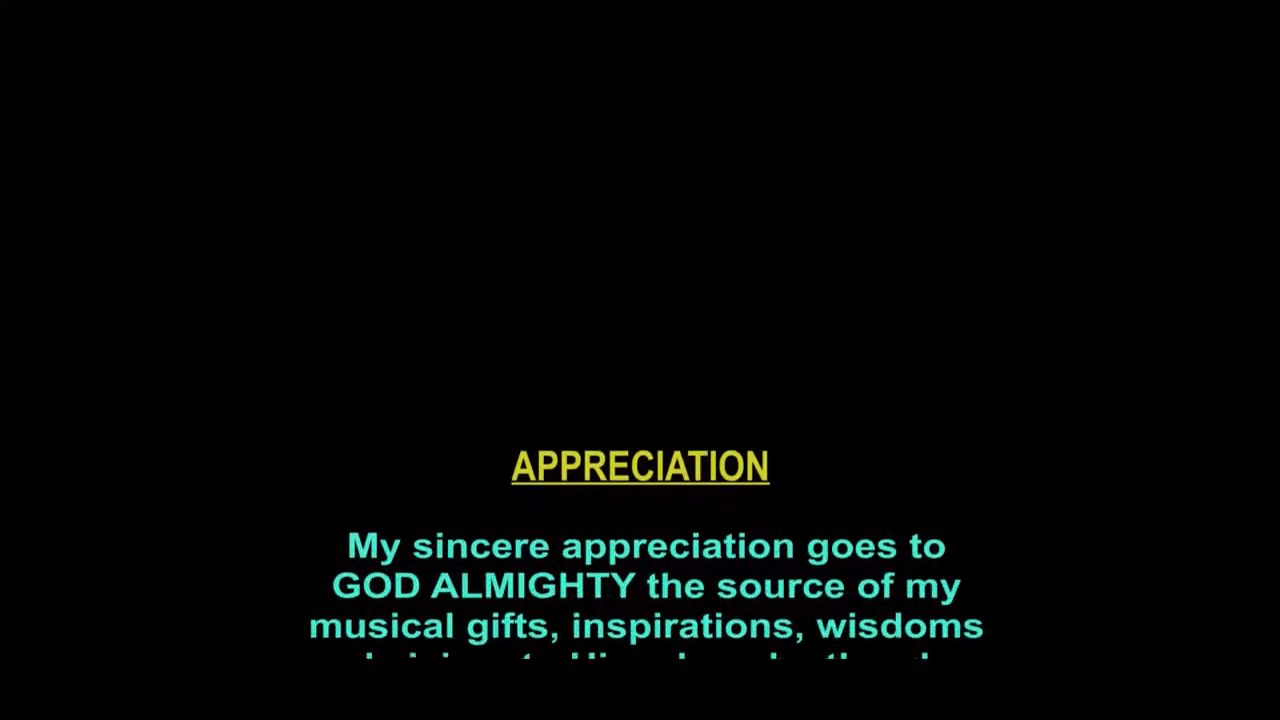 APPRECIATION
My sincere appreciation goes to
GOD ALMIGHTY the source of my
musical gifts, inspirations, wisdoms